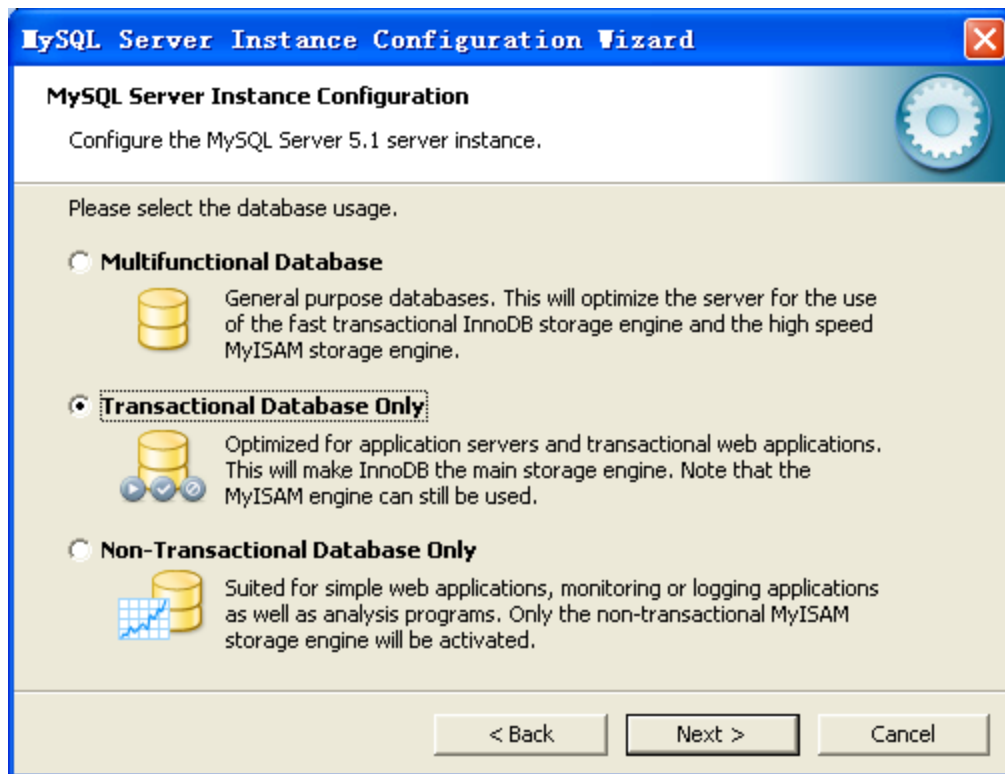 MySQL Server Instance Configuration Wizard
MySQL Server Instance Configuration
Configure the MySQL Server 5.1 server instance.
Please select the database usage.
Multifunctional Database
General purpose databases. This will optimize the server for the use
of the fast transactional InnoDB storage engine and the high speed
MyISAM storage engine.
Transactional Database Only
Optimized for application servers and transactional web applications.
This will make InnoDB the main storage engine. Note that the
MyISAM engine can still be used.
Non-Transactional Database Only
Suited for simple web applications, monitoring or logging applications
as well as analysis programs. Only the non-transactional MyISAM
storage engine will be activated.
< Back Next > Cancel